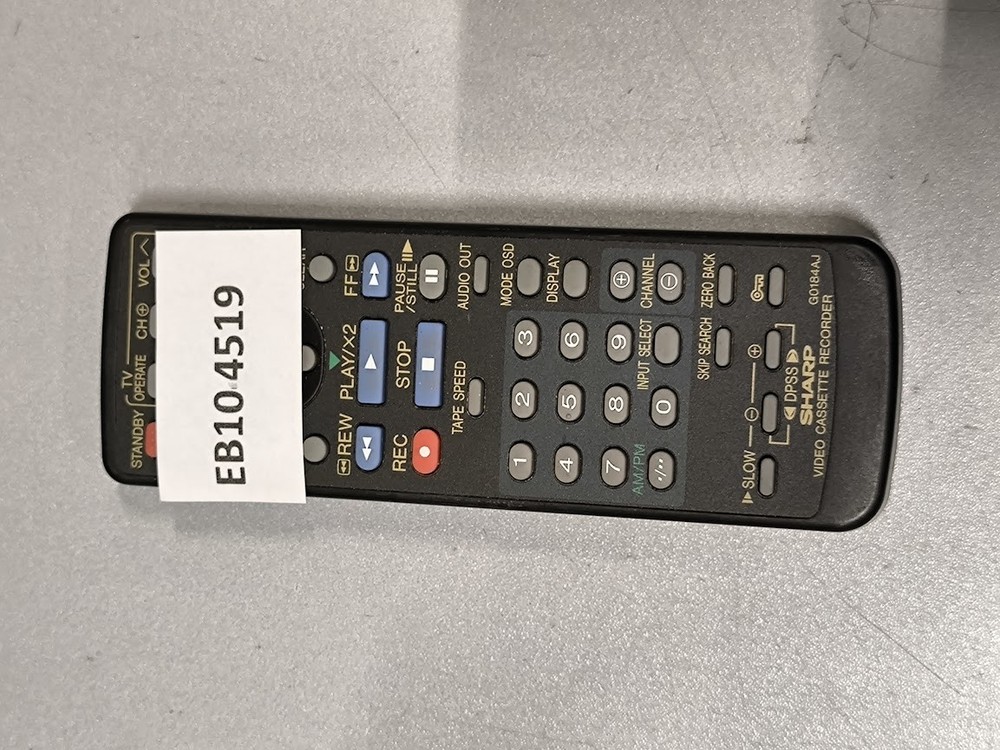 TV
STANDBY OPERATE CH VOL
EB10 4519
REW PLAY/×2 FF
REC STOP PAUSE
/STILL
TAPE SPEED AUDIO OUT
MODE OSD
1 2 3
DISPLAY
4 5 6
7 8 9
AM/PM INPUT SELECT CHANNEL
·/·· 0
SKIP SEARCH ZERO BACK
SLOW
DPSS
SHARP
G0184AJ
VIDEO CASSETTE RECORDER